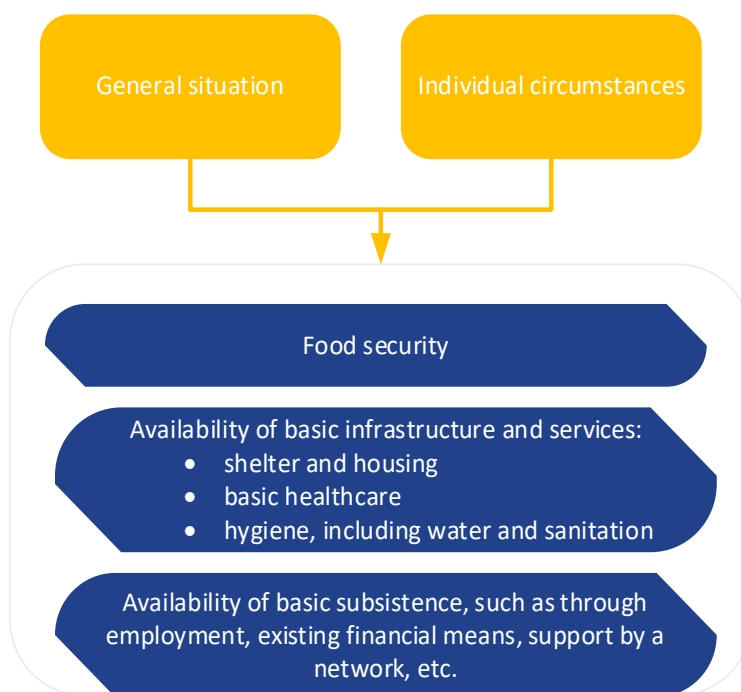 General situation
Individual circumstances
Food security
Availability of basic infrastructure and services:
• shelter and housing
• basic healthcare
• hygiene, including water and sanitation
Availability of basic subsistence, such as through
employment, existing financial means, support by a
network, etc.